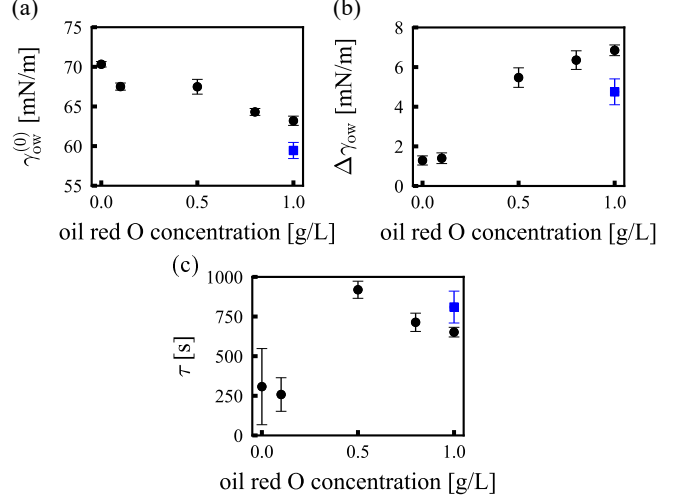 (a)
75
70
65
60
55
γow(0) [mN/m]
0.0 0.5 1.0
oil red O concentration [g/L]
(b)
8
6
4
2
0
Δγow [mN/m]
0.0 0.5 1.0
oil red O concentration [g/L]
(c)
1000
750
500
250
0
τ [s]
0.0 0.5 1.0
oil red O concentration [g/L]